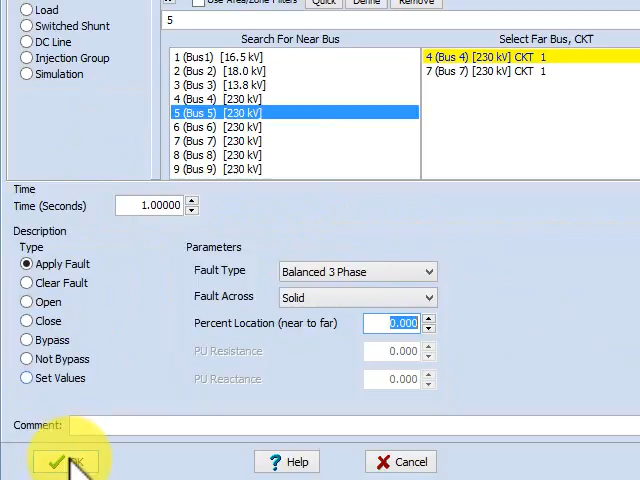 Use Area/Zone Filters Quick Define Remove
Load
Switched Shunt
DC Line
Injection Group
Simulation
5
Search For Near Bus
Select Far Bus, CKT
1 (Bus1) [16.5 kV]
2 (Bus 2) [18.0 kV]
3 (Bus 3) [13.8 kV]
4 (Bus 4) [230 kV]
5 (Bus 5) [230 kV]
6 (Bus 6) [230 kV]
7 (Bus 7) [230 kV]
8 (Bus 8) [230 kV]
9 (Bus 9) [230 kV]
4 (Bus 4) [230 kV] CKT 1
7 (Bus 7) [230 kV] CKT 1
Time
Time (Seconds) 1.00000
Description
Type
Apply Fault
Clear Fault
Open
Close
Bypass
Not Bypass
Set Values
Parameters
Fault Type Balanced 3 Phase
Fault Across Solid
Percent Location (near to far) 0.000
PU Resistance 0.000
PU Reactance 0.000
Comment:
OK
? Help
Cancel